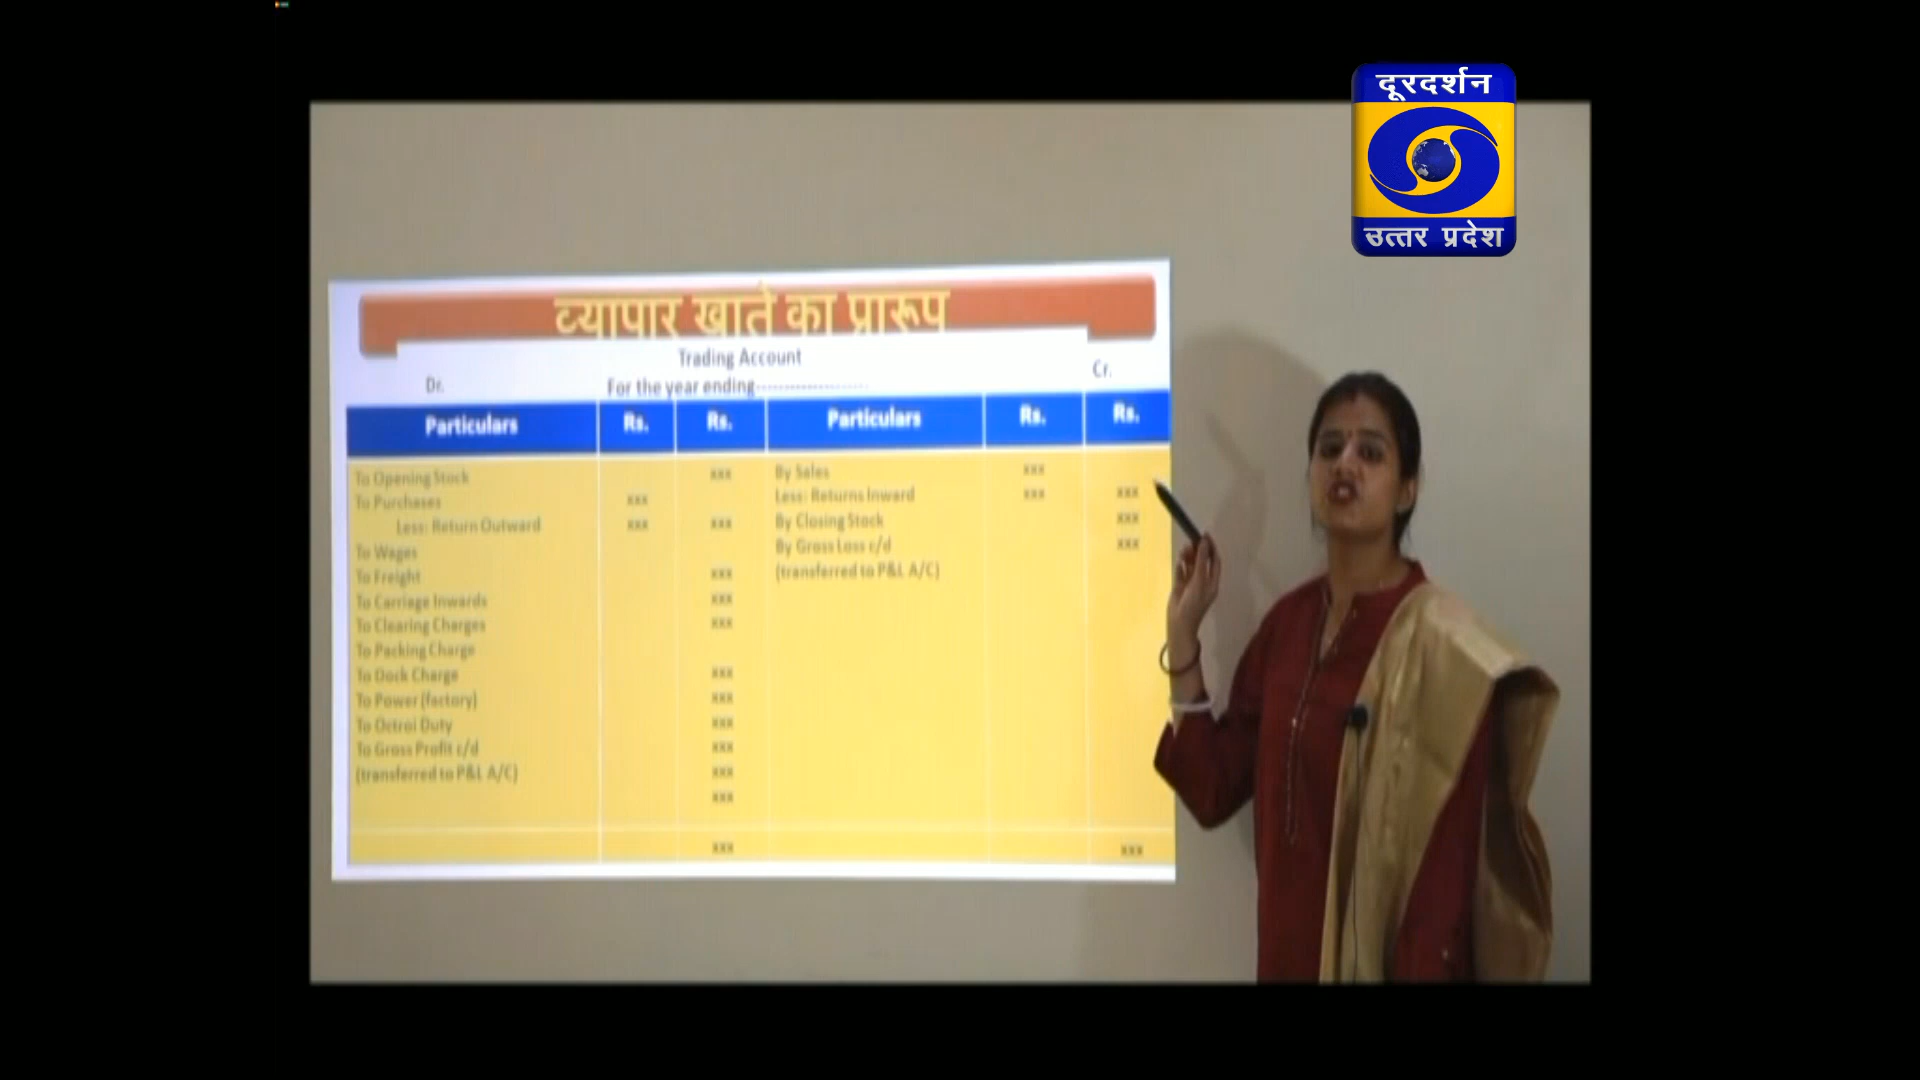 दूरदर्शन
उत्तर प्रदेश
व्यापार खाते का प्रारूप
Trading Account
Dr. For the year ending-------------------- Cr.
Particulars Rs. Rs. Particulars Rs. Rs.
To Opening Stock xxx By Sales xxx
To Purchases xxx Less: Returns Inward xxx xxx
Less: Return Outward xxx xxx By Closing Stock xxx
To Wages By Gross Loss c/d xxx
To Freight xxx (transferred to P&L A/C)
To Carriage Inwards xxx
To Clearing Charges xxx
To Packing Charge
To Dock Charge xxx
To Power (factory) xxx
To Octroi Duty xxx
To Gross Profit c/d xxx
(transferred to P&L A/C) xxx
xxx
xxx xxx